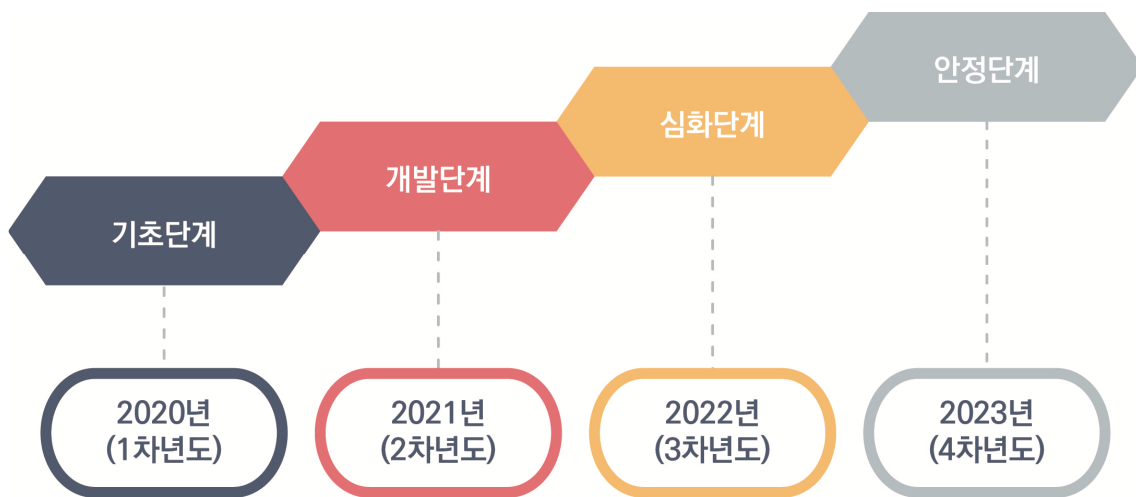 기초단계
개발단계
심화단계
안정단계
2020년
(1차년도)
2021년
(2차년도)
2022년
(3차년도)
2023년
(4차년도)